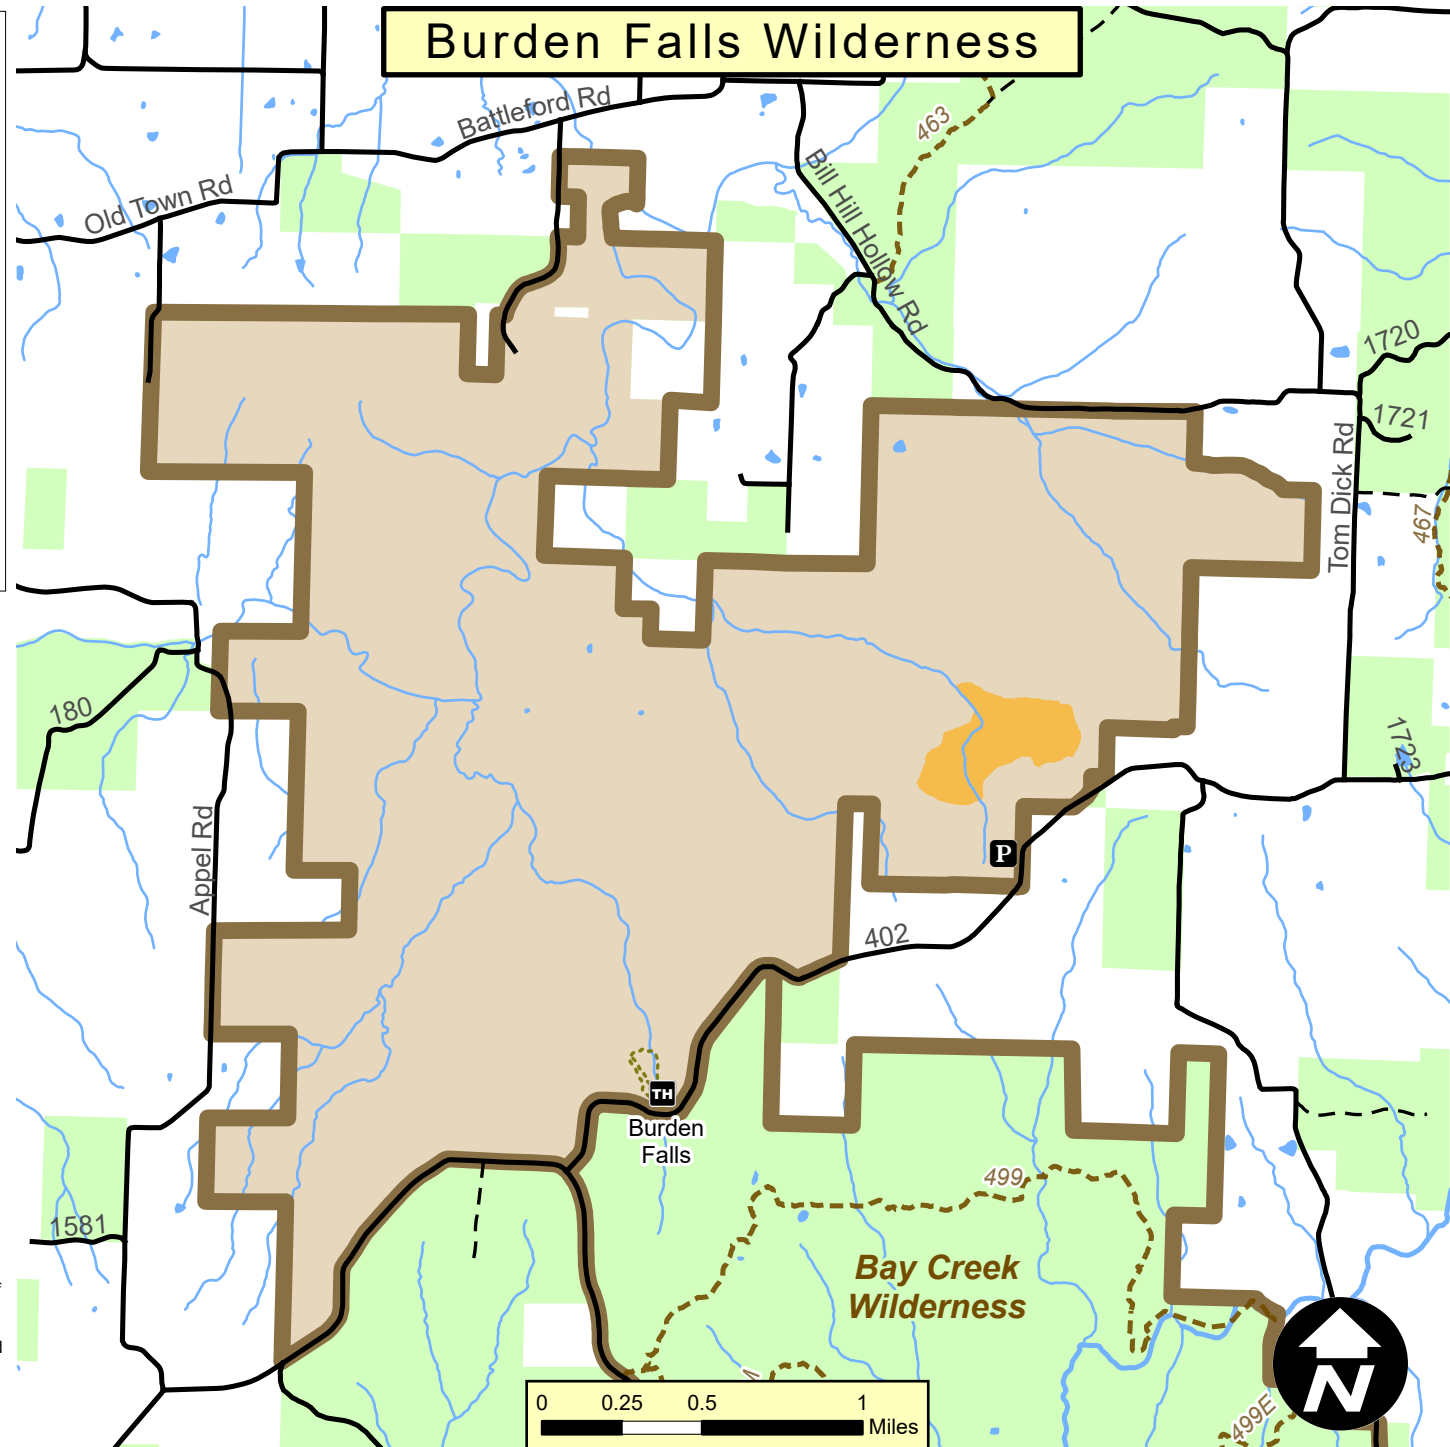 Burden Falls Wilderness
Battleford Rd
463
Old Town Rd
Bill Hill Hollow Rd
1720
1721
Tom Dick Rd
467
180
1723
Appel Rd
P
402
TH
Burden
Falls
499
1581
Bay Creek
Wilderness
N
0 0.25 0.5 1
Miles
499E